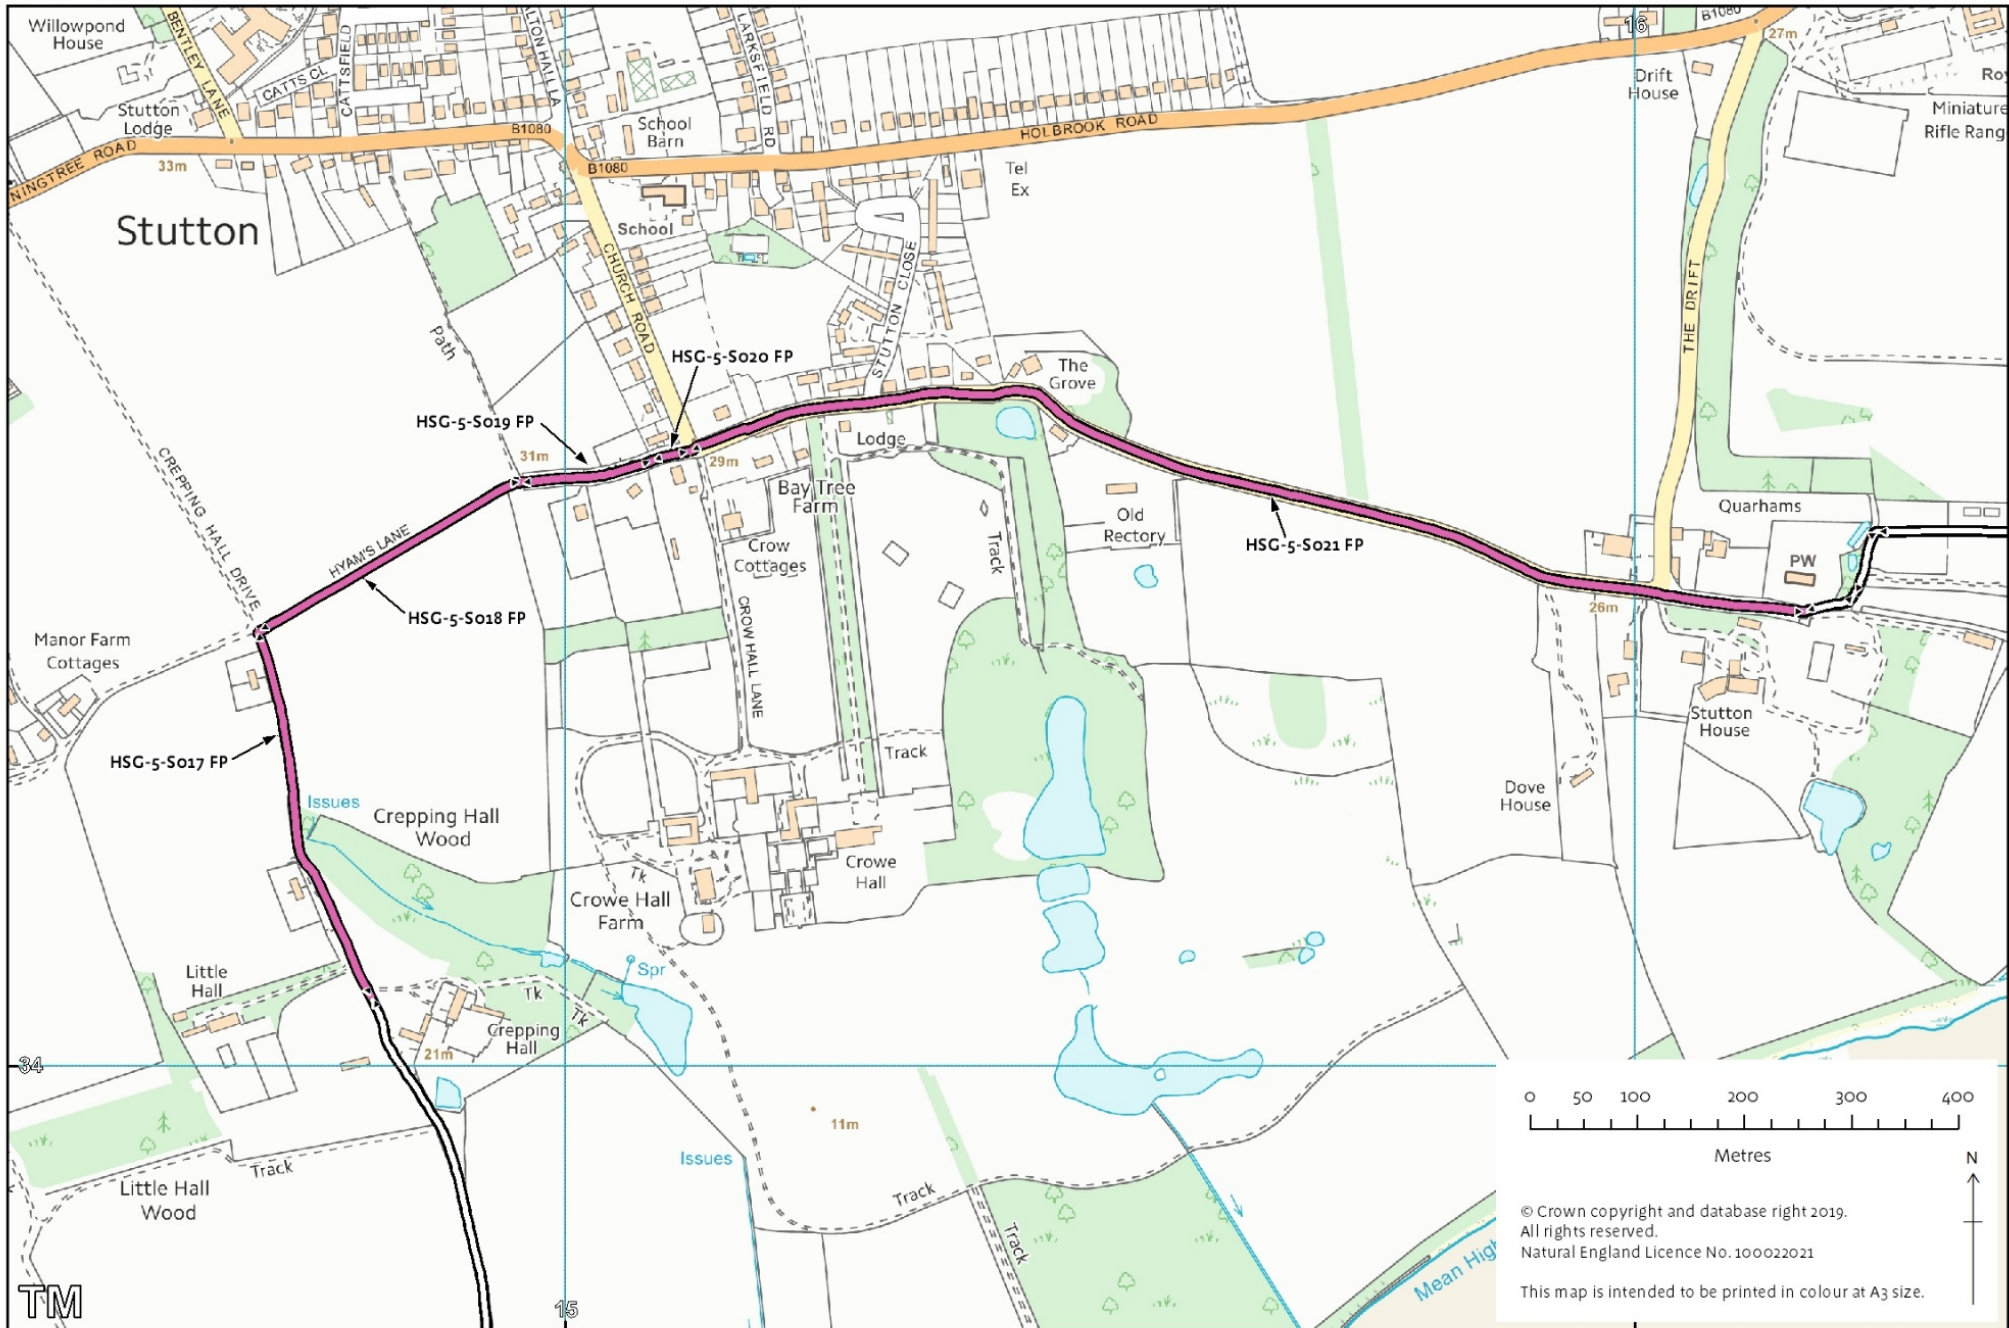 Willowpond
House
BENTLEY LANE
CATTS CL
CATTSFIELD
ALTON HALL LA
LARKSFIELD RD
16
B1080
27m
Drift
House
Miniature
Rifle Rang
Stutton
Lodge
B1080
School
Barn
HOLBROOK ROAD
NINGTREE ROAD
33m
B1080
Tel
Ex
Stutton
School
CHURCH ROAD
STUTTON CLOSE
THE DRIFT
Path
HSG-5-S020 FP
The
Grove
HSG-5-S019 FP
31m
29m
Lodge
CREPPING HALL DRIVE
Bay Tree
Farm
Old
Rectory
Quarhams
HYAM'S LANE
Crow
Cottages
Track
HSG-5-S021 FP
PW
HSG-5-S018 FP
CROW HALL LANE
26m
Manor Farm
Cottages
Stutton
House
HSG-5-S017 FP
Track
Issues
Crepping Hall
Wood
Dove
House
Crowe
Hall
Tk
Crowe Hall
Farm
Little
Hall
Spr
Tk
Tk
Crepping
Hall
21m
34
11m
Issues
Track
Little Hall
Wood
Track
Track
Mean High
TM
15
0 50 100 200 300 400
Metres
N
© Crown copyright and database right 2019.
All rights reserved.
Natural England Licence No. 100022021
This map is intended to be printed in colour at A3 size.